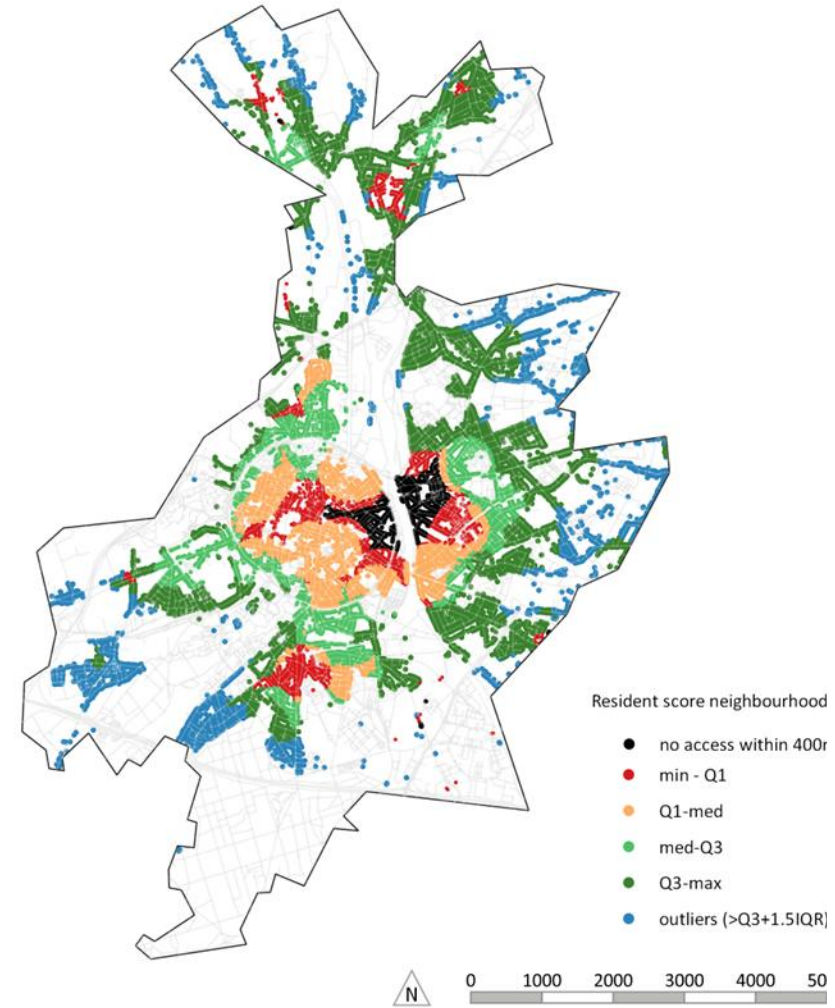 Resident score neighbourhood
no access within 400
min - Q1
Q1-med
med-Q3
Q3-max
outliers (>Q3+1.5IQR)
N
0 1000 2000 3000 4000 50